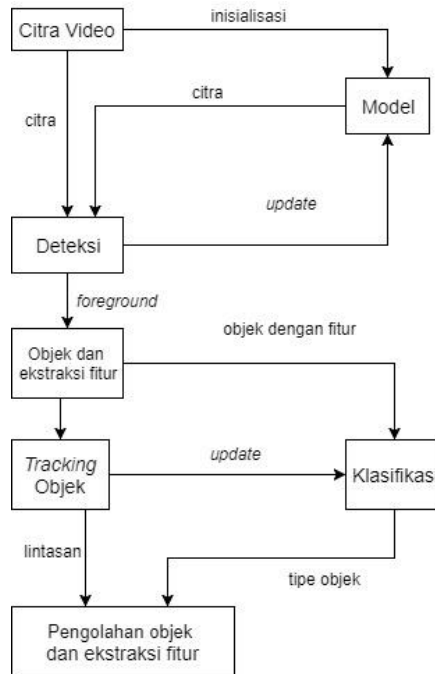 inisialisasi
Citra Video
citra
Model
citra
update
Deteksi
foreground
objek dengan fitur
Objek dan
ekstraksi fitur
Tracking
Objek
update
Klasifikasi
lintasan
tipe objek
Pengolahan objek
dan ekstraksi fitur